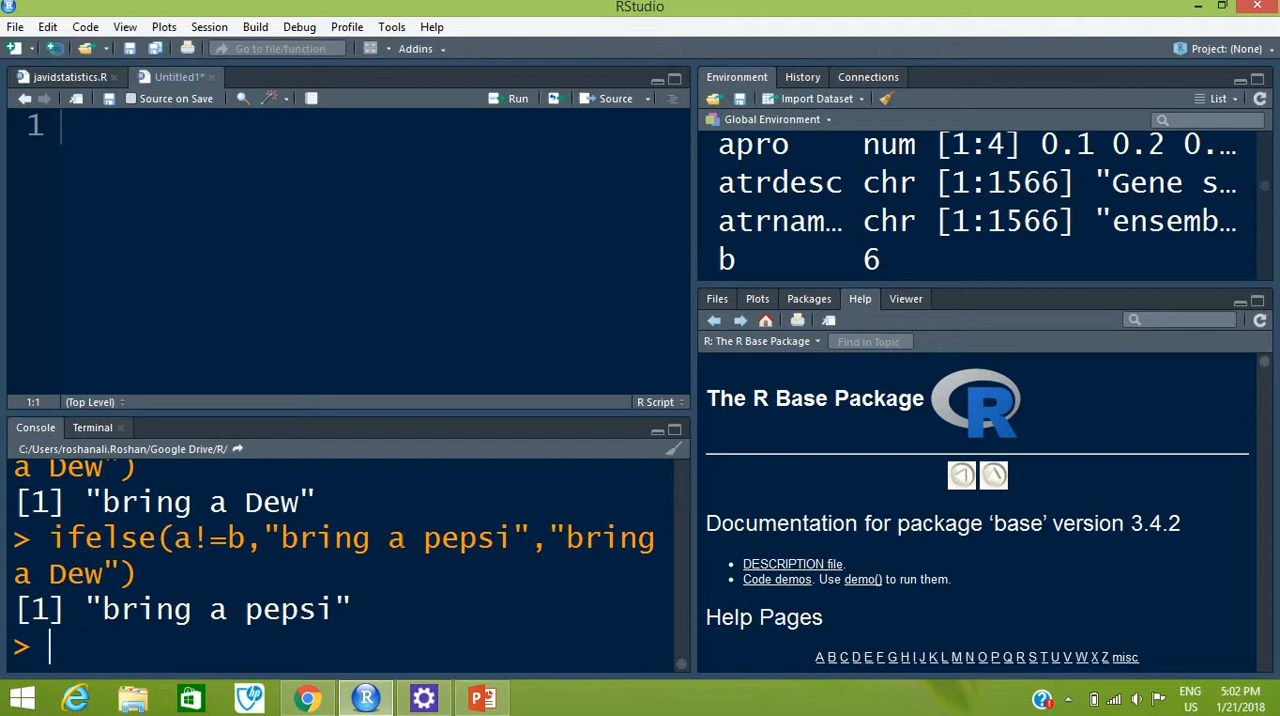 RStudio
File Edit Code View Plots Session Build Debug Profile Tools Help
Go to file/function Addins Project: (None)
javidstatistics.R Untitled1*
Source on Save Run Source
1
1:1 (Top Level) R Script
Console Terminal
C:/Users/roshanali.Roshan/Google Drive/R/
a Dew")
[1] "bring a Dew"
> ifelse(a!=b,"bring a pepsi","bring
a Dew")
[1] "bring a pepsi"
>
Environment History Connections
Import Dataset List
Global Environment
apro num [1:4] 0.1 0.2 0....
atrdesc chr [1:1566] "Gene s...
atrnam... chr [1:1566] "ensemb...
b 6
Files Plots Packages Help Viewer
R: The R Base Package Find in Topic
The R Base Package R
Documentation for package ‘base’ version 3.4.2
• DESCRIPTION file.
• Code demos. Use demo() to run them.
Help Pages
A B C D E F G H I J K L M N O P Q R S T U V W X Z misc
ENG 5:02 PM
US 1/21/2018